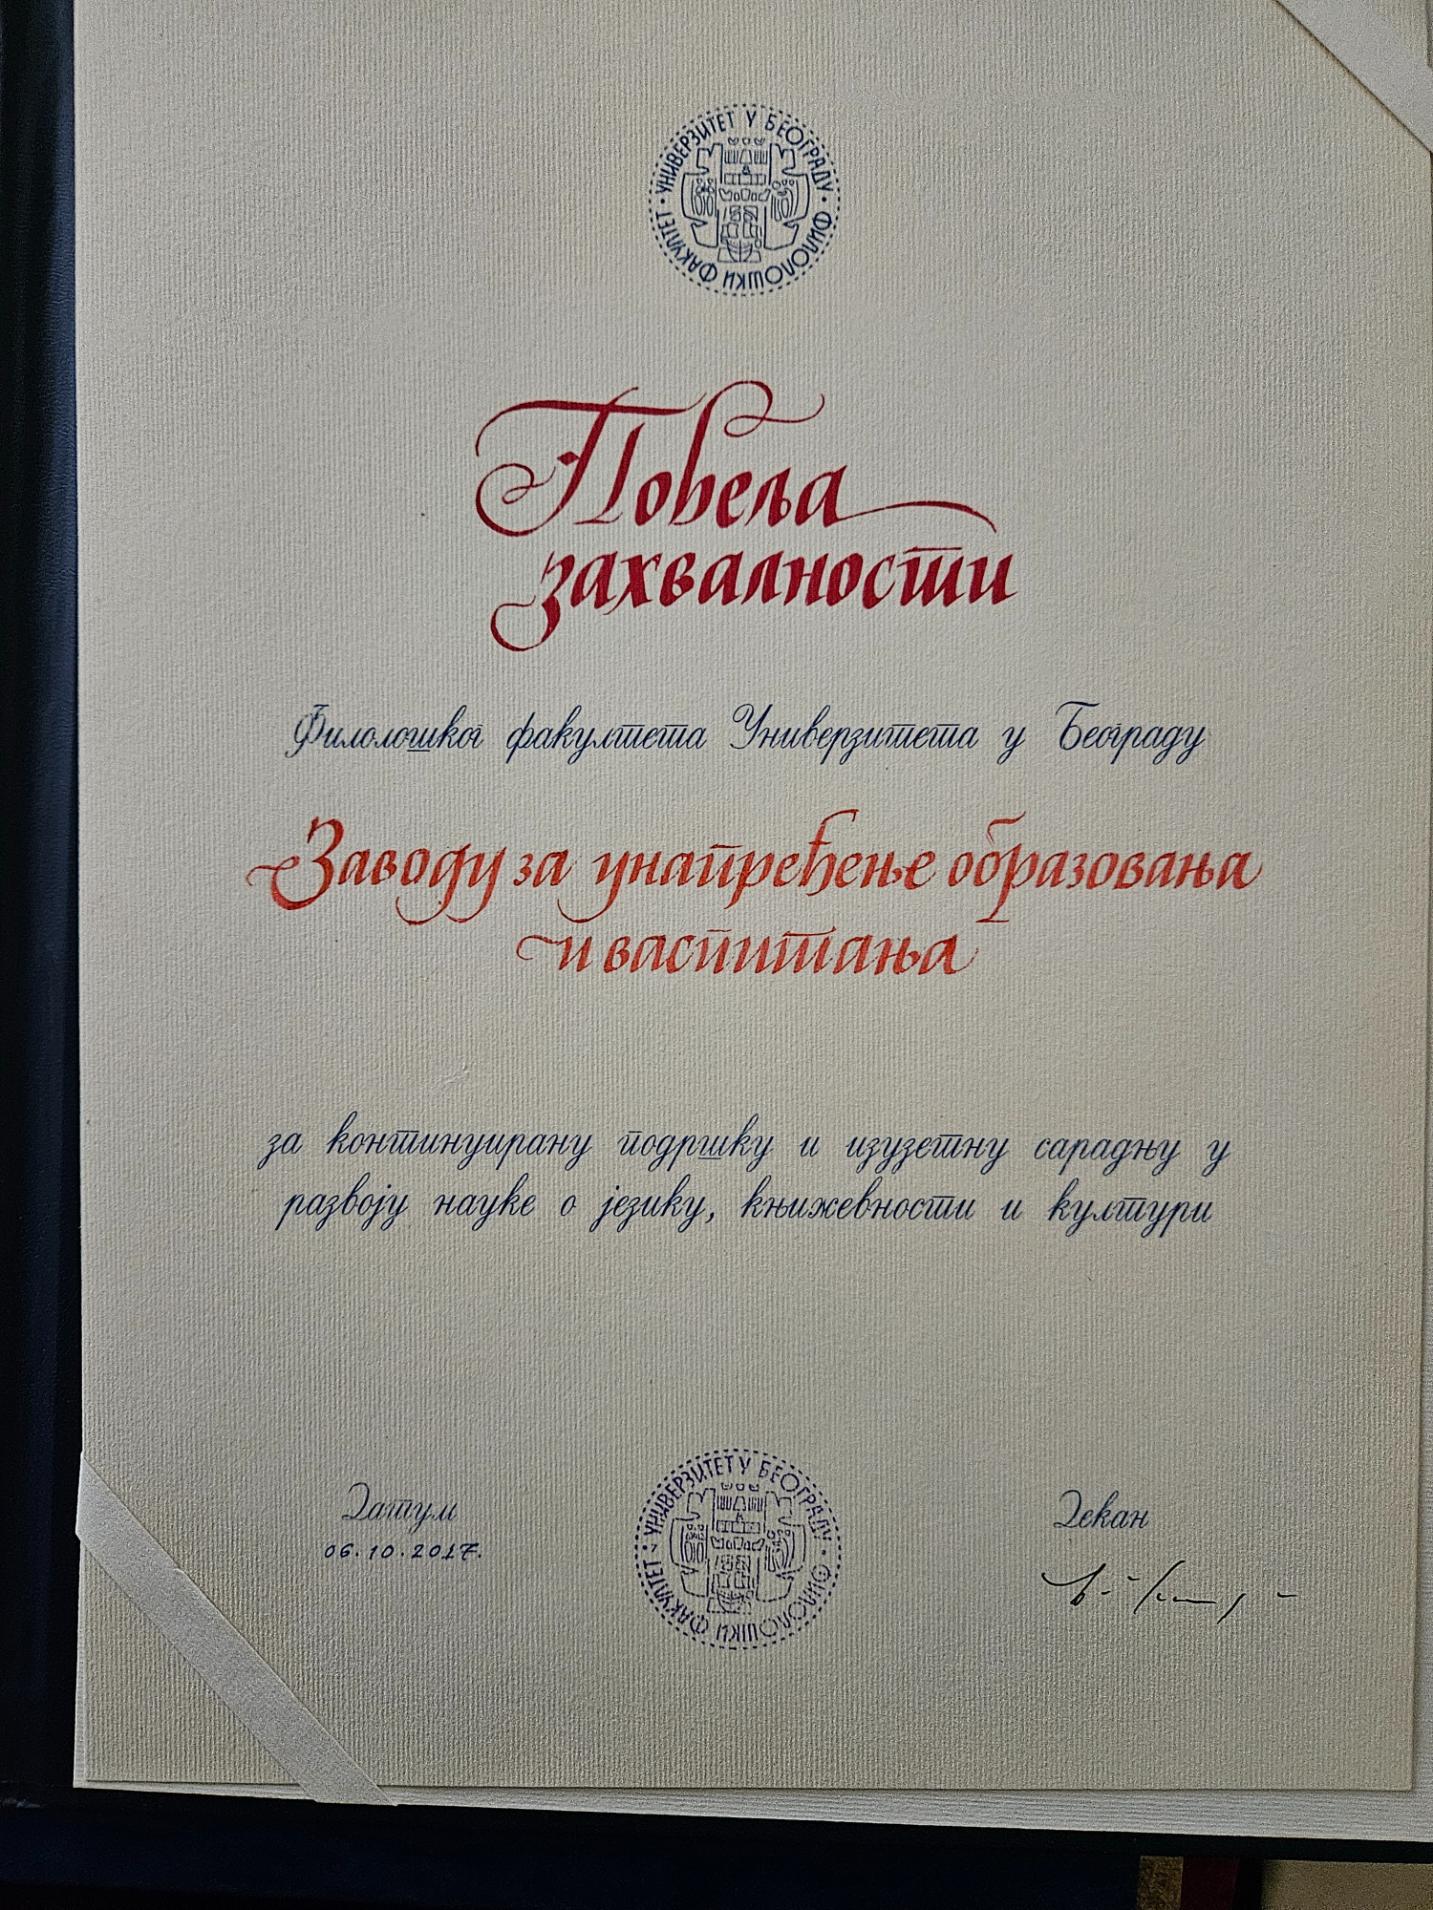 УНИВЕРЗИТЕТ У БЕОГРАДУ · ФИЛОЛОШКИ ФАКУЛТЕТ ·
Повеља
захвалности
Филолошког факултета Универзитета у Београду
Заводу за унапређење образовања
и васпитања
за континуирану подршку и изузетну сарадњу у
развоју науке о језику, књижевности и култури
Датум
06.10.2017.
УНИВЕРЗИТЕТ У БЕОГРАДУ · ФИЛОЛОШКИ ФАКУЛТЕТ ·
Декан